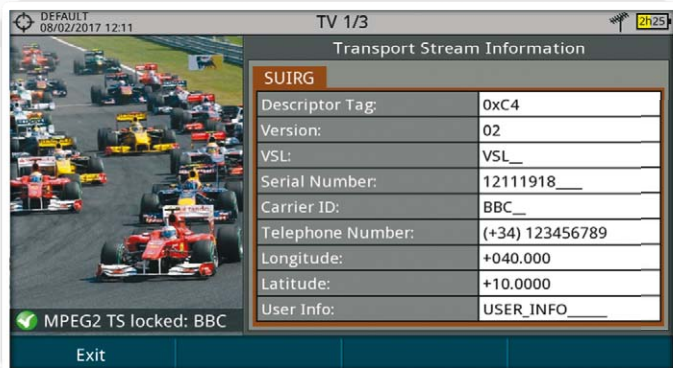 DEFAULT
08/02/2017 12:11
TV 1/3
2h25
Transport Stream Information
SUIRG
Descriptor Tag: 0xC4
Version: 02
VSL: VSL__
Serial Number: 12111918____
Carrier ID: BBC__
Telephone Number: (+34) 123456789
Longitude: +040.000
Latitude: +10.0000
User Info: USER_INFO______
MPEG2 TS locked: BBC
Exit